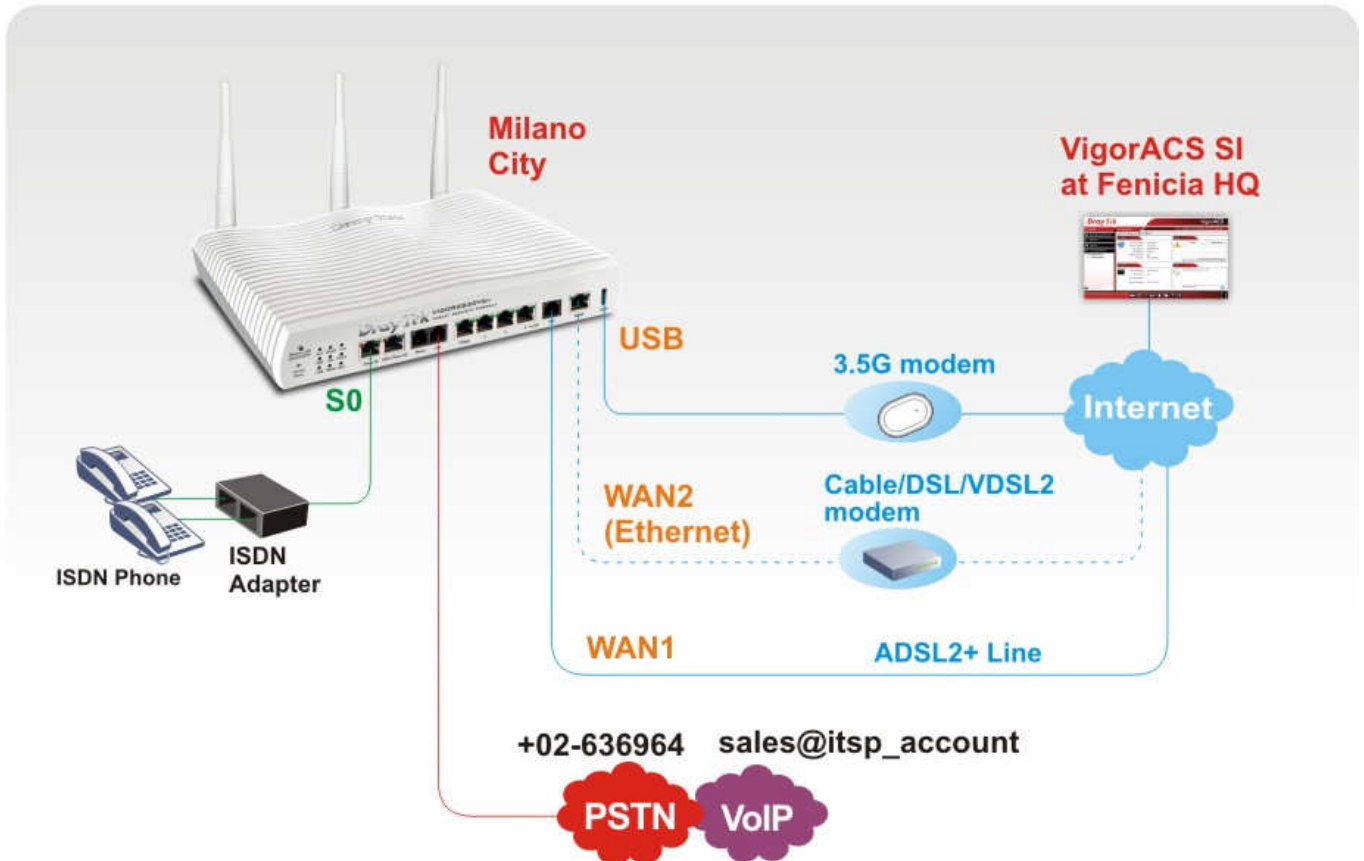 Milano
City
VigorACS SI
at Fenicia HQ
DrayTek
USB
3.5G modem
Internet
S0
WAN2
(Ethernet)
Cable/DSL/VDSL2
modem
ISDN Phone
ISDN
Adapter
WAN1
ADSL2+ Line
+02-636964
sales@itsp_account
PSTN
VoIP